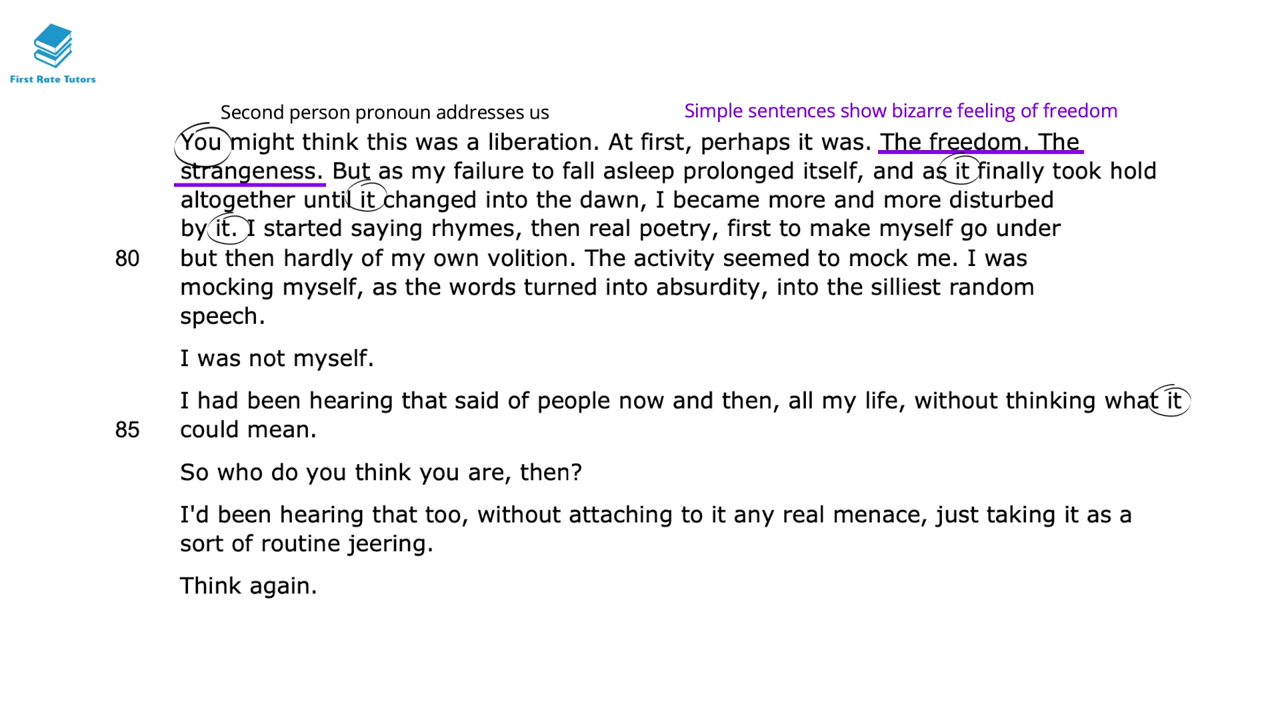 First Rate Tutors
Second person pronoun addresses us
Simple sentences show bizarre feeling of freedom
You might think this was a liberation. At first, perhaps it was. The freedom. The
strangeness. But as my failure to fall asleep prolonged itself, and as it finally took hold
altogether until it changed into the dawn, I became more and more disturbed
by it. I started saying rhymes, then real poetry, first to make myself go under
80 but then hardly of my own volition. The activity seemed to mock me. I was
mocking myself, as the words turned into absurdity, into the silliest random
speech.
I was not myself.
I had been hearing that said of people now and then, all my life, without thinking what it
85 could mean.
So who do you think you are, then?
I'd been hearing that too, without attaching to it any real menace, just taking it as a
sort of routine jeering.
Think again.